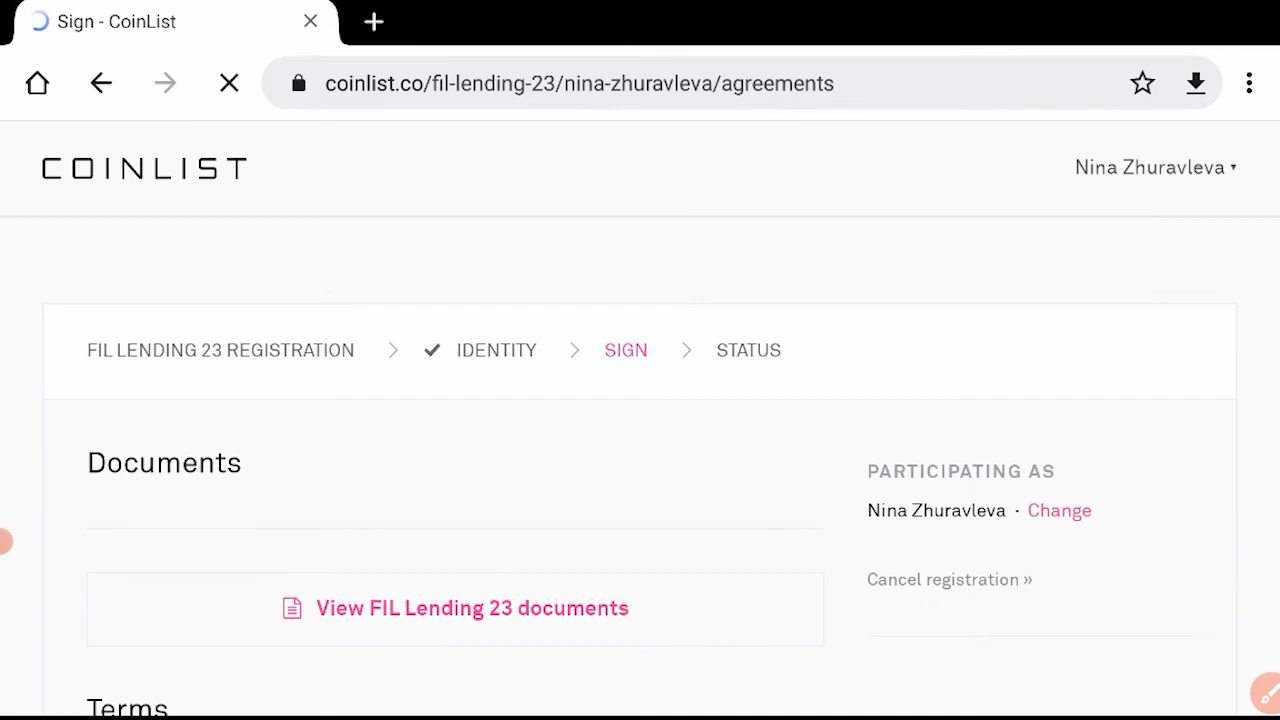 Sign - CoinList
coinlist.co/fil-lending-23/nina-zhuravleva/agreements
COINLIST
Nina Zhuravleva
FIL LENDING 23 REGISTRATION
IDENTITY
SIGN
STATUS
Documents
PARTICIPATING AS
Nina Zhuravleva · Change
Cancel registration »
View FIL Lending 23 documents
Terms